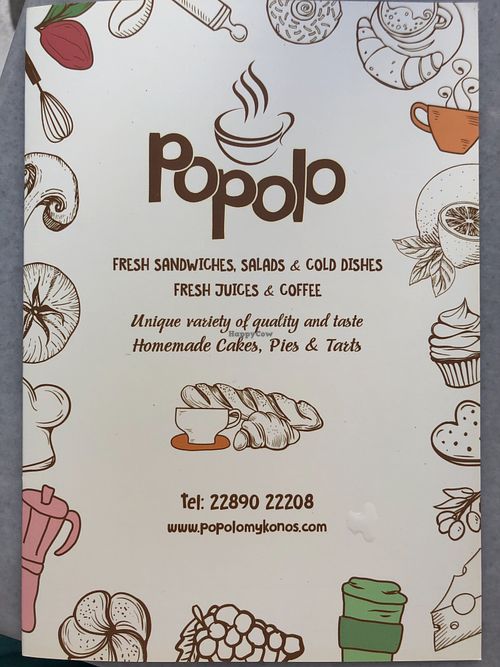 Popolo
FRESH SANDWICHES, SALADS & COLD DISHES
FRESH JUICES & COFFEE
Unique variety of quality and taste
HappyCow
Homemade Cakes, Pies & Tarts
tel: 22890 22208
www.popolomykonos.com